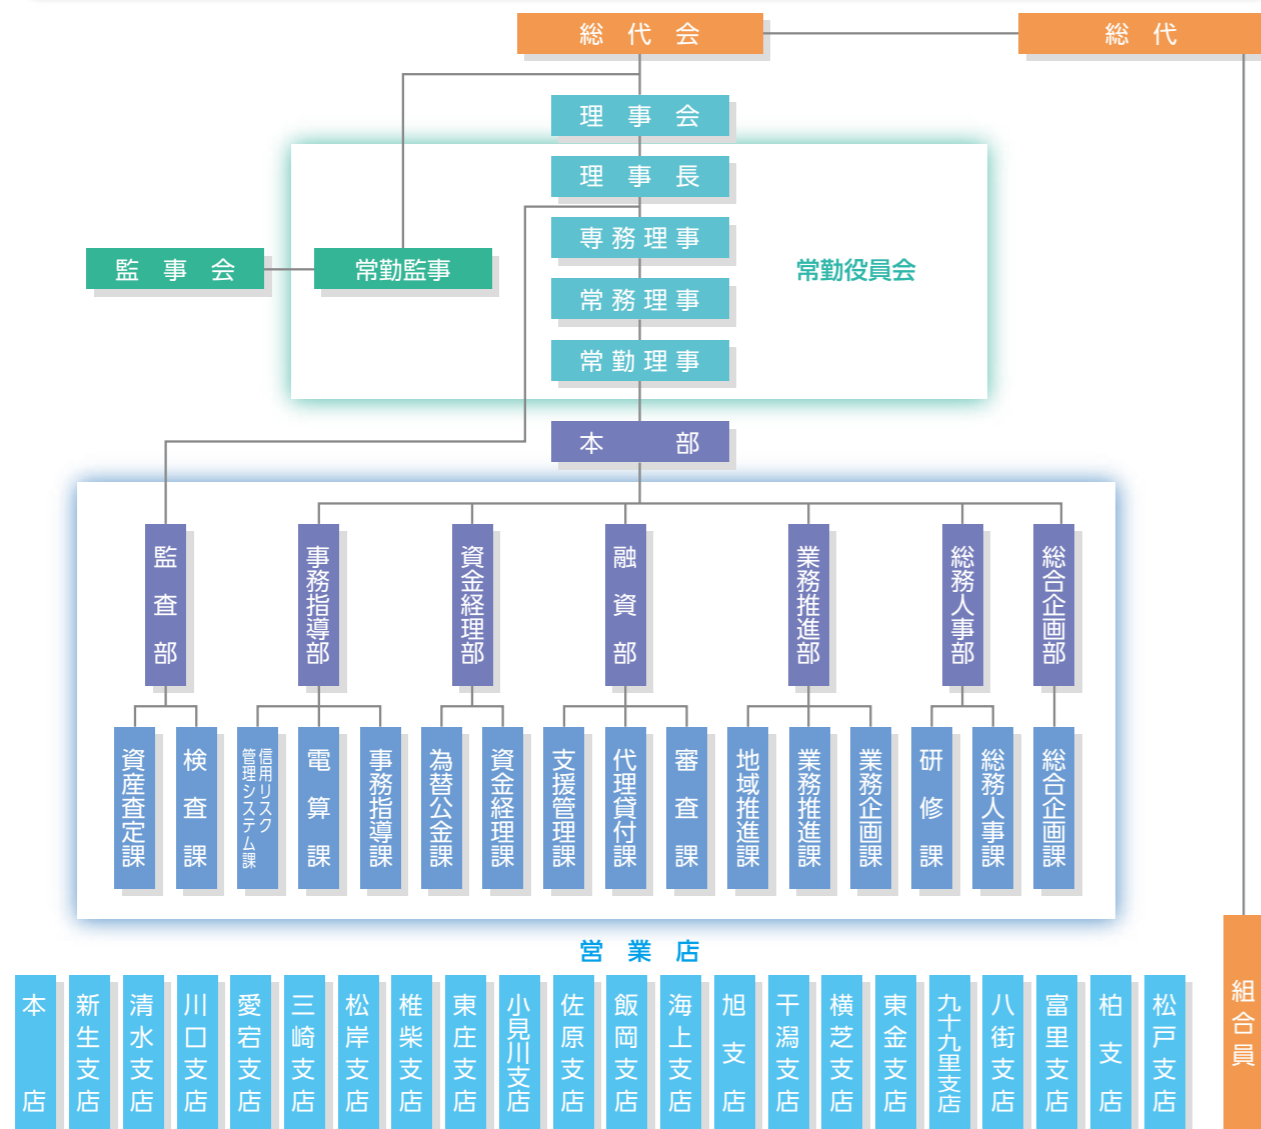 総代会
総代
理事会
理事長
専務理事
監事会
常勤監事
常勤役員会
常務理事
常勤理事
本部
監査部
事務指導部
資金経理部
融資部
業務推進部
総務人事部
総合企画部
資産査定課
検査課
信用リスク
管理システム課
電算課
事務指導課
為替公金課
資金経理課
支援管理課
代理貸付課
審査課
地域推進課
業務推進課
業務企画課
研修課
総務人事課
総合企画課
営業店
本店
新生支店
清水支店
川口支店
愛宕支店
三崎支店
松岸支店
椎柴支店
東庄支店
小見川支店
佐原支店
飯岡支店
海上支店
旭支店
干潟支店
横芝支店
東金支店
九十九里支店
八街支店
富里支店
柏支店
松戸支店
組合員